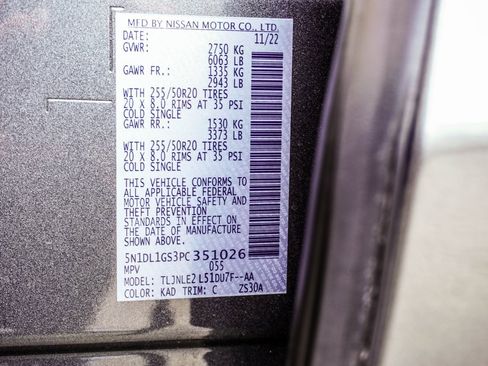 MFD BY NISSAN MOTOR CO., LTD.
DATE: 11/22
GVWR: 2750 KG
6063 LB
GAWR FR.: 1335 KG
2943 LB
WITH 255/50R20 TIRES
20 x 8.0 RIMS AT 35 PSI
COLD SINGLE
GAWR RR.: 1530 KG
3373 LB
WITH 255/50R20 TIRES
20 x 8.0 RIMS AT 35 PSI
COLD SINGLE
THIS VEHICLE CONFORMS TO
ALL APPLICABLE FEDERAL
MOTOR VEHICLE SAFETY AND
THEFT PREVENTION
STANDARDS IN EFFECT ON
THE DATE OF MANUFACTURE
SHOWN ABOVE.
5N1DL1GS3PC351026
MPV 055
MODEL: TLJNLE2 L51DU7F--AA
COLOR: KAD TRIM: C ZS30A